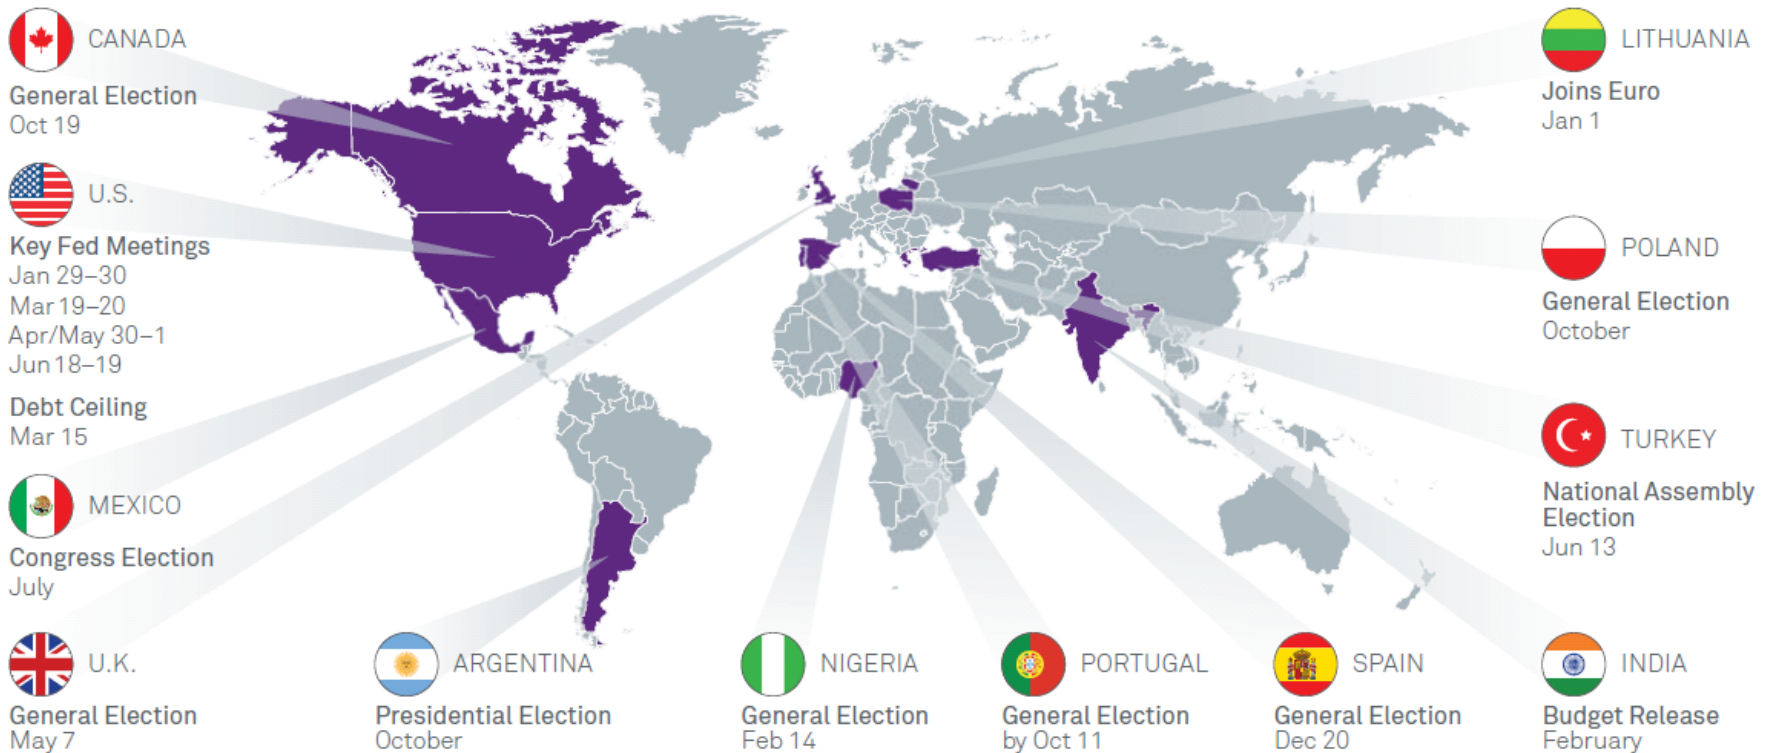 CANADA
General Election
Oct 19
U.S.
Key Fed Meetings
Jan 29–30
Mar 19–20
Apr/May 30–1
Jun 18–19
Debt Ceiling
Mar 15
MEXICO
Congress Election
July
U.K.
General Election
May 7
ARGENTINA
Presidential Election
October
NIGERIA
General Election
Feb 14
PORTUGAL
General Election
by Oct 11
SPAIN
General Election
Dec 20
LITHUANIA
Joins Euro
Jan 1
POLAND
General Election
October
TURKEY
National Assembly
Election
Jun 13
INDIA
Budget Release
February